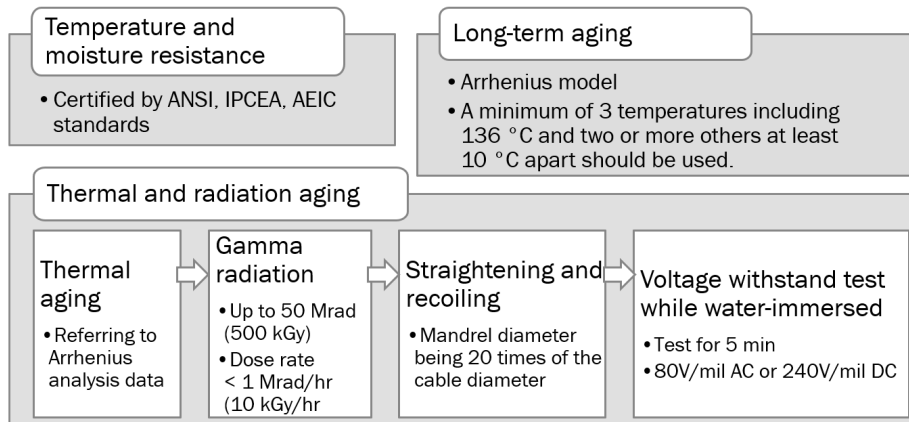 Temperature and
moisture resistance
• Certified by ANSI, IPCEA, AEIC
standards
Long-term aging
• Arrhenius model
• A minimum of 3 temperatures including
136 °C and two or more others at least
10 °C apart should be used.
Thermal and radiation aging
Thermal
aging
• Referring to
Arrhenius
analysis data
Gamma
radiation
• Up to 50 Mrad
(500 kGy)
• Dose rate
< 1 Mrad/hr
(10 kGy/hr
Straightening and
recoiling
• Mandrel diameter
being 20 times of the
cable diameter
Voltage withstand test
while water-immersed
• Test for 5 min
• 80V/mil AC or 240V/mil DC